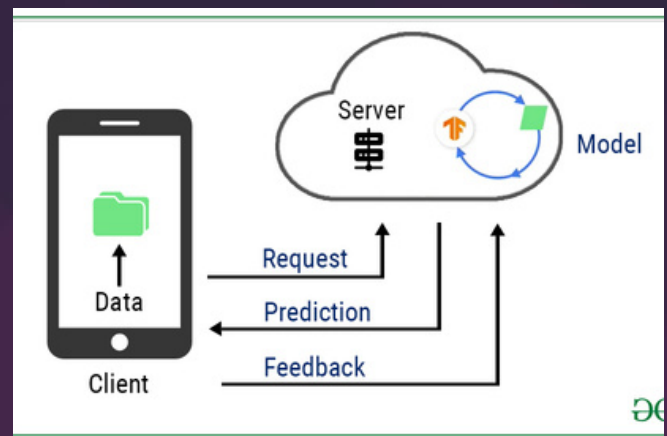 Server
Model
Request
Data
Prediction
Client
Feedback